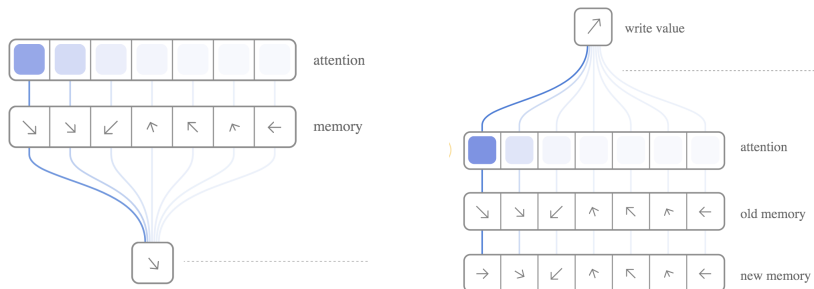 attention
memory
write value
attention
old memory
new memory